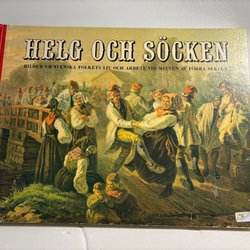 HELG OCH SÖCKEN
BILDER UR SVENSKA FOLKETS LIV OCH ARBETE VID MITTEN AV FÖRRA SEKLET